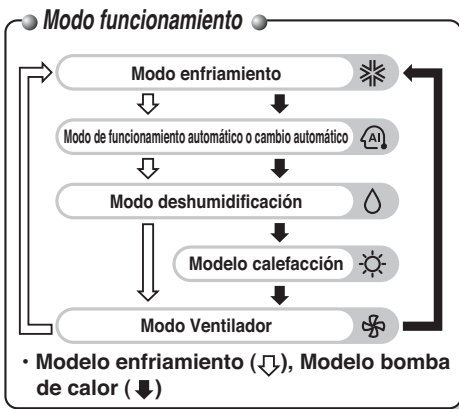 Modo funcionamiento
Modo enfriamiento
Modo de funcionamiento automático o cambio automático
AI
Modo deshumidificación
Modelo calefacción
Modo Ventilador
· Modelo enfriamiento (⇩), Modelo bomba
de calor (⬇)